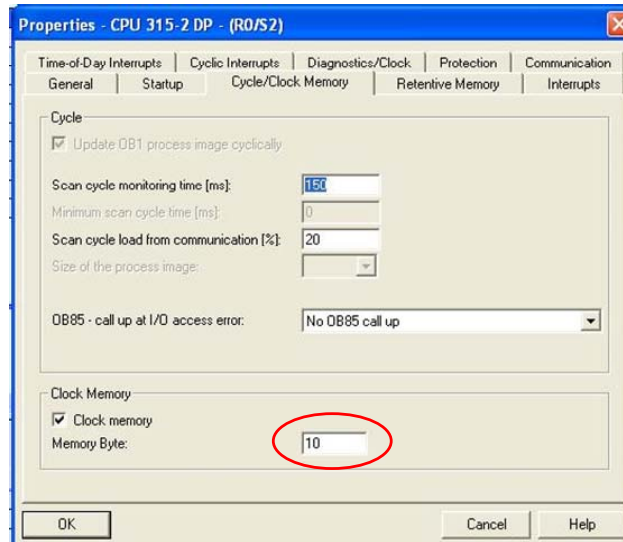 Properties - CPU 315-2 DP - (R0/S2)
Time-of-Day Interrupts Cyclic Interrupts Diagnostics/Clock Protection Communication
General Startup Cycle/Clock Memory Retentive Memory Interrupts
Cycle
Update OB1 process image cyclically
Scan cycle monitoring time [ms]: 150
Minimum scan cycle time [ms]: 0
Scan cycle load from communication [%]: 20
Size of the process image:
OB85 - call up at I/O access error: No OB85 call up
Clock Memory
Clock memory
Memory Byte: 10
OK Cancel Help